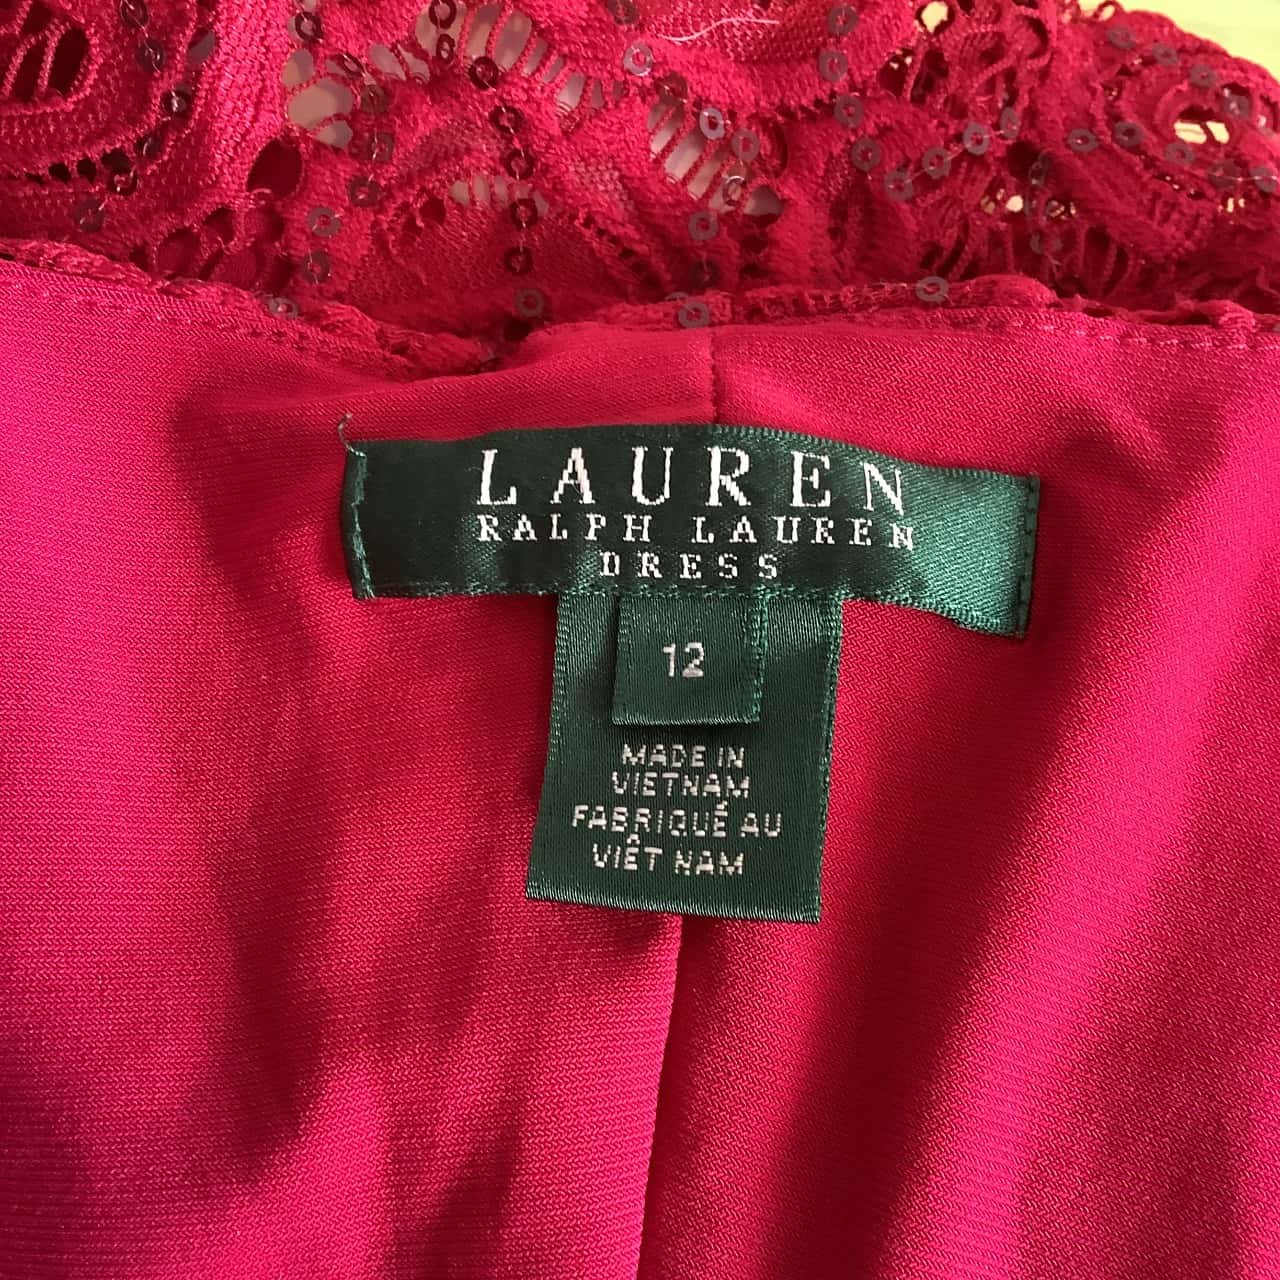 LAUREN
RALPH LAUREN
DRESS
12
MADE IN
VIETNAM
FABRIQUÉ AU
VIÊT NAM